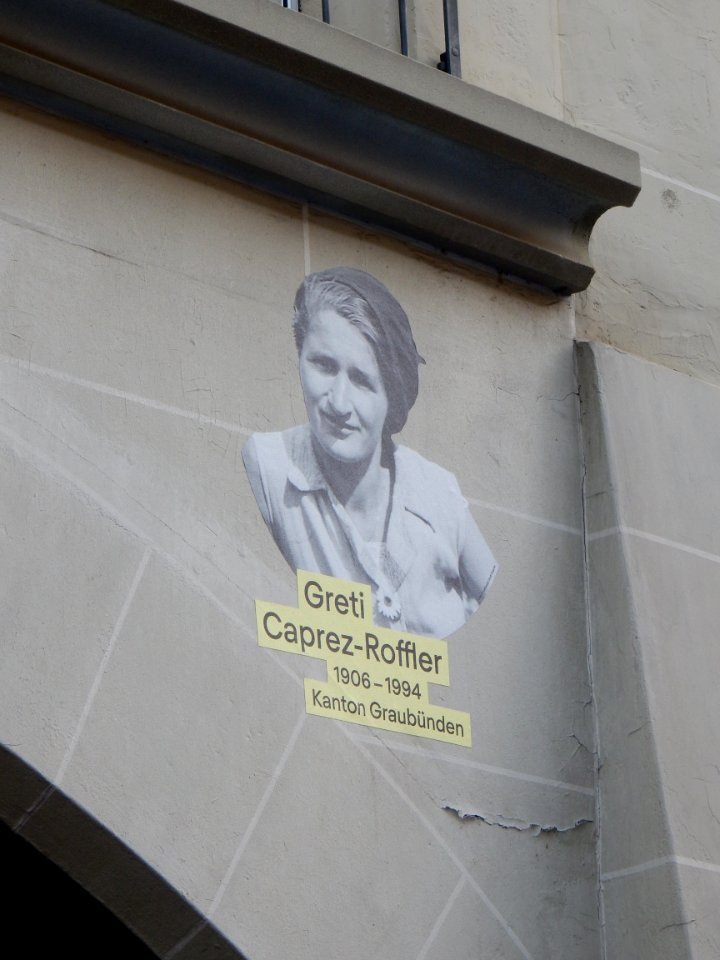 Greti
Caprez-Roffler
1906 – 1994
Kanton Graubünden